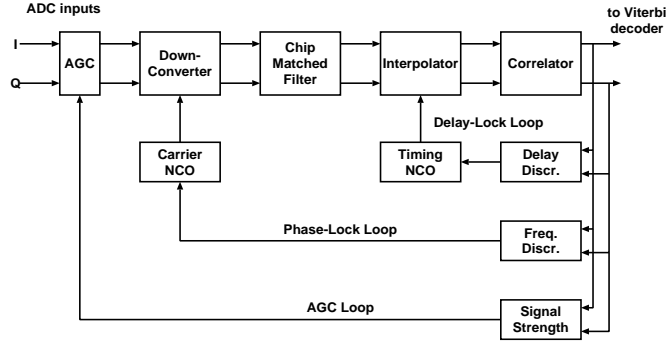 ADC inputs
to Viterbi
decoder
I
Q
AGC
Down-
Converter
Chip
Matched
Filter
Interpolator
Correlator
Delay-Lock Loop
Carrier
NCO
Timing
NCO
Delay
Discr.
Phase-Lock Loop
Freq.
Discr.
AGC Loop
Signal
Strength